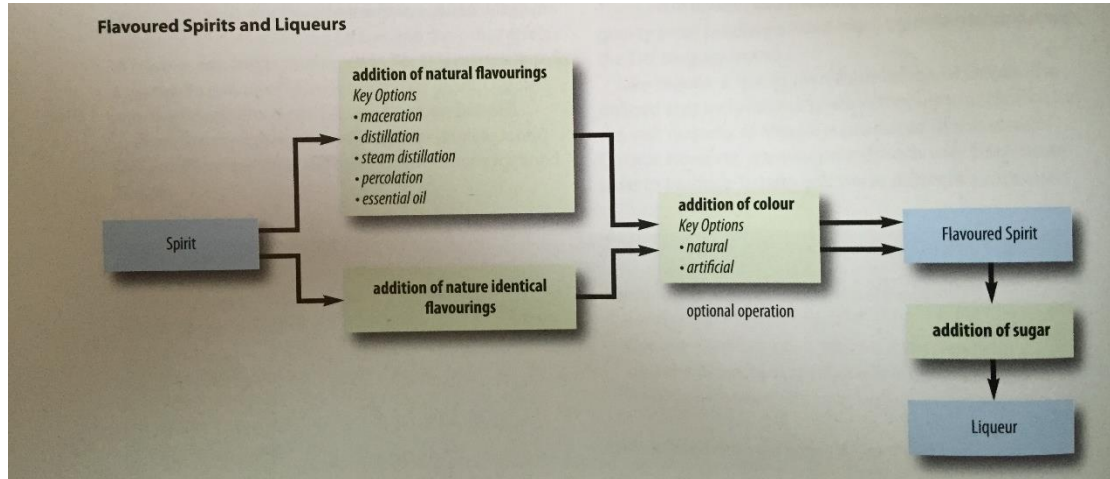 Flavoured Spirits and Liqueurs
addition of natural flavourings
Key Options
• maceration
• distillation
• steam distillation
• percolation
• essential oil
Spirit
addition of nature identical
flavourings
addition of colour
Key Options
• natural
• artificial
optional operation
Flavoured Spirit
addition of sugar
Liqueur